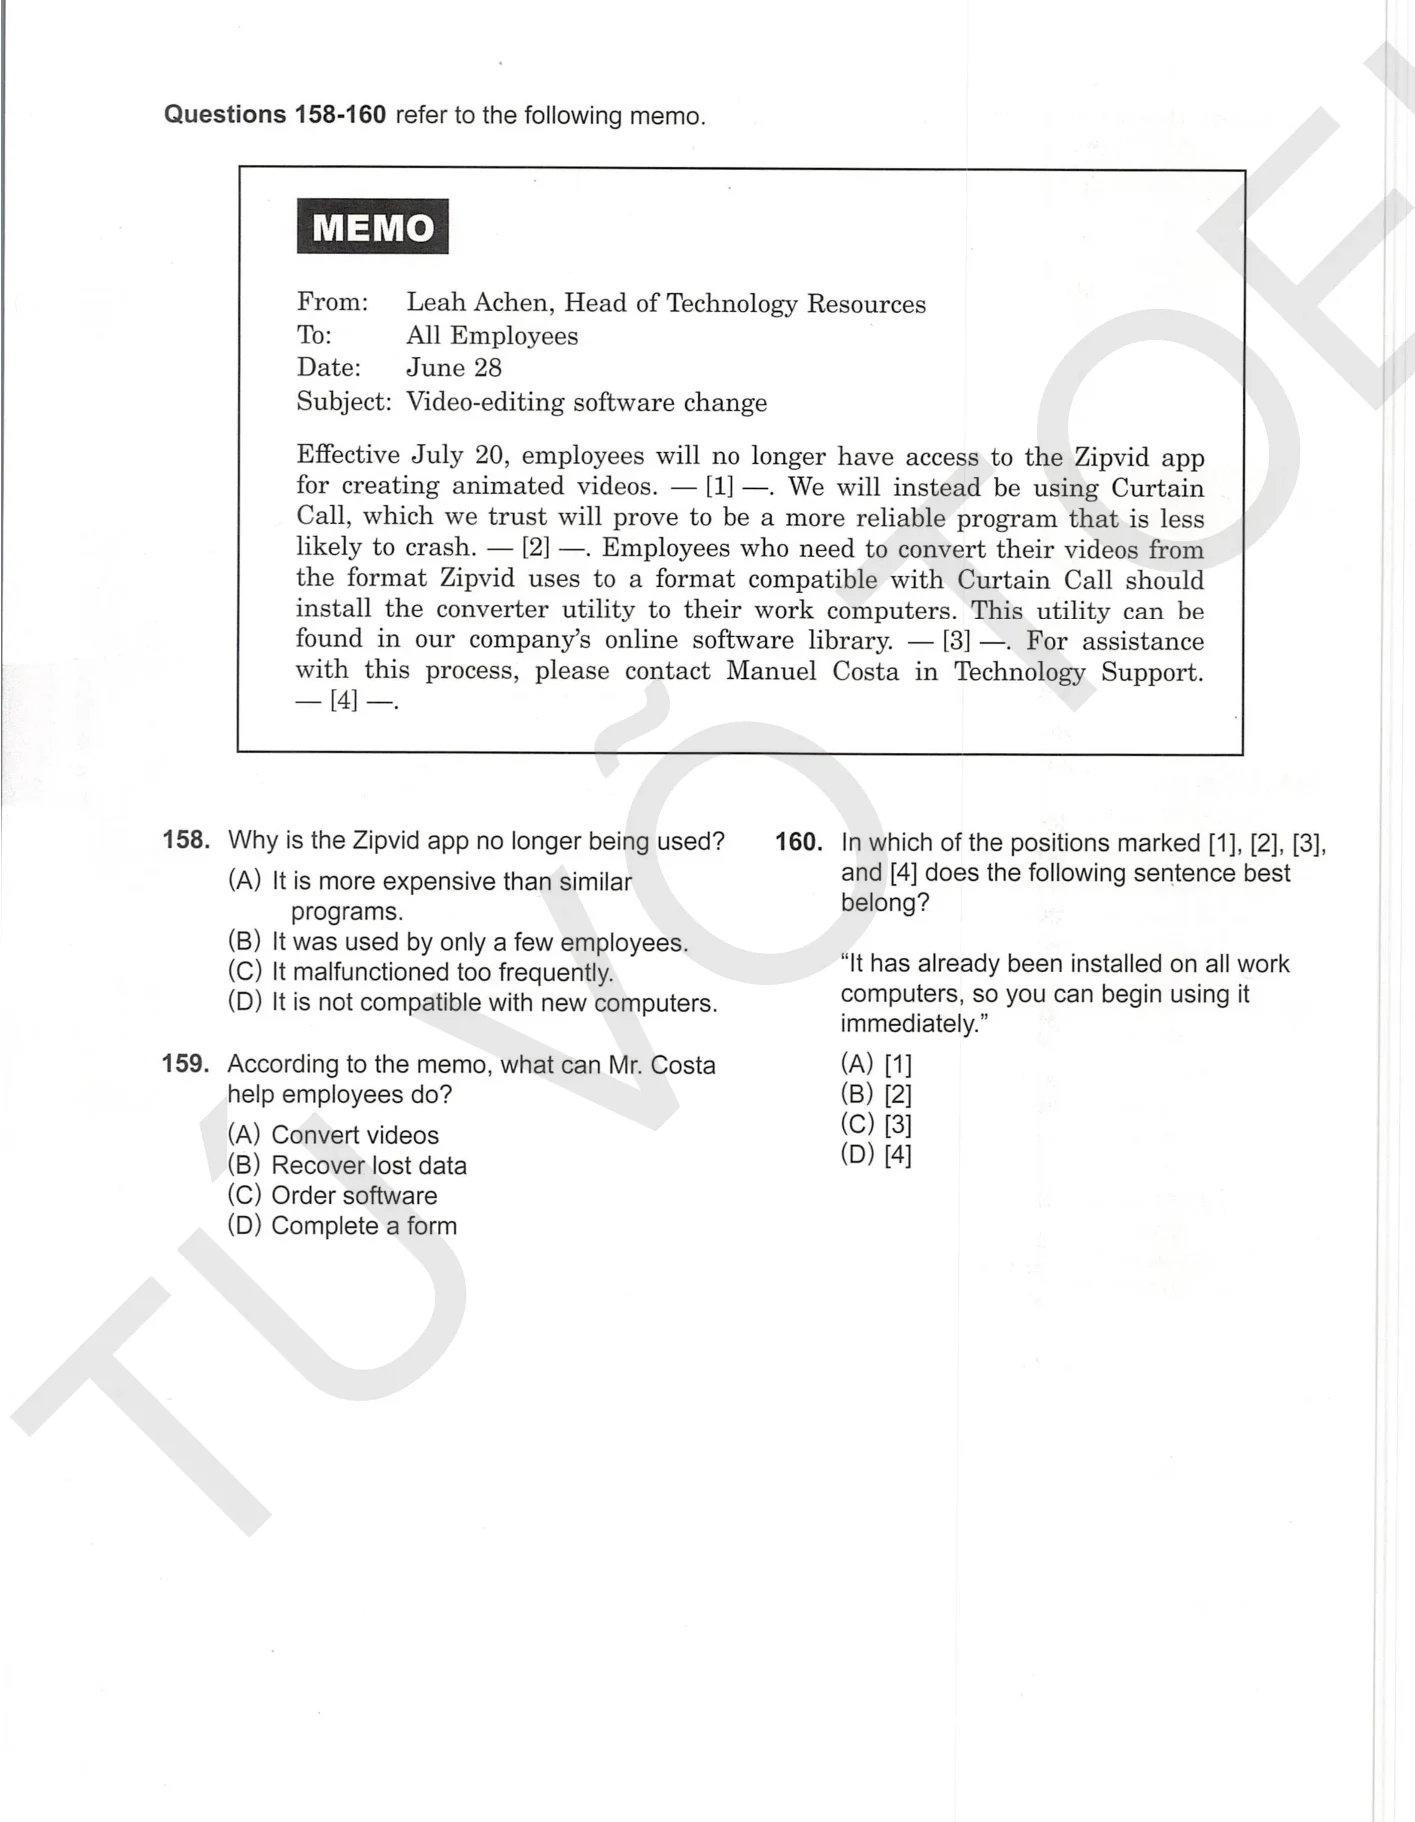 Questions 158-160 refer to the following memo.
MEMO
From: Leah Achen, Head of Technology Resources
To: All Employees
Date: June 28
Subject: Video-editing software change
Effective July 20, employees will no longer have access to the Zipvid app
for creating animated videos. — [1] —. We will instead be using Curtain
Call, which we trust will prove to be a more reliable program that is less
likely to crash. — [2] —. Employees who need to convert their videos from
the format Zipvid uses to a format compatible with Curtain Call should
install the converter utility to their work computers. This utility can be
found in our company's online software library. — [3] —. For assistance
with this process, please contact Manuel Costa in Technology Support.
— [4] —.
158. Why is the Zipvid app no longer being used?
(A) It is more expensive than similar
programs.
(B) It was used by only a few employees.
(C) It malfunctioned too frequently.
(D) It is not compatible with new computers.
159. According to the memo, what can Mr. Costa
help employees do?
(A) Convert videos
(B) Recover lost data
(C) Order software
(D) Complete a form
160. In which of the positions marked [1], [2], [3],
and [4] does the following sentence best
belong?
“It has already been installed on all work
computers, so you can begin using it
immediately.”
(A) [1]
(B) [2]
(C) [3]
(D) [4]
TÚ VÕ TOEI